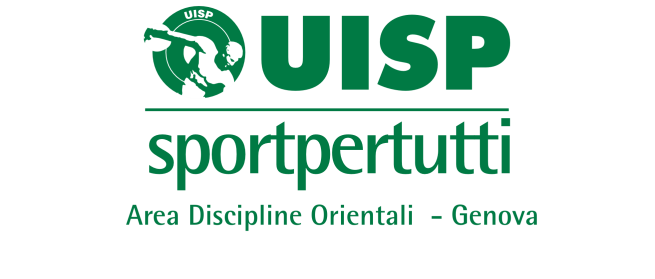 UISP
UISP
sportpertutti
Area Discipline Orientali - Genova